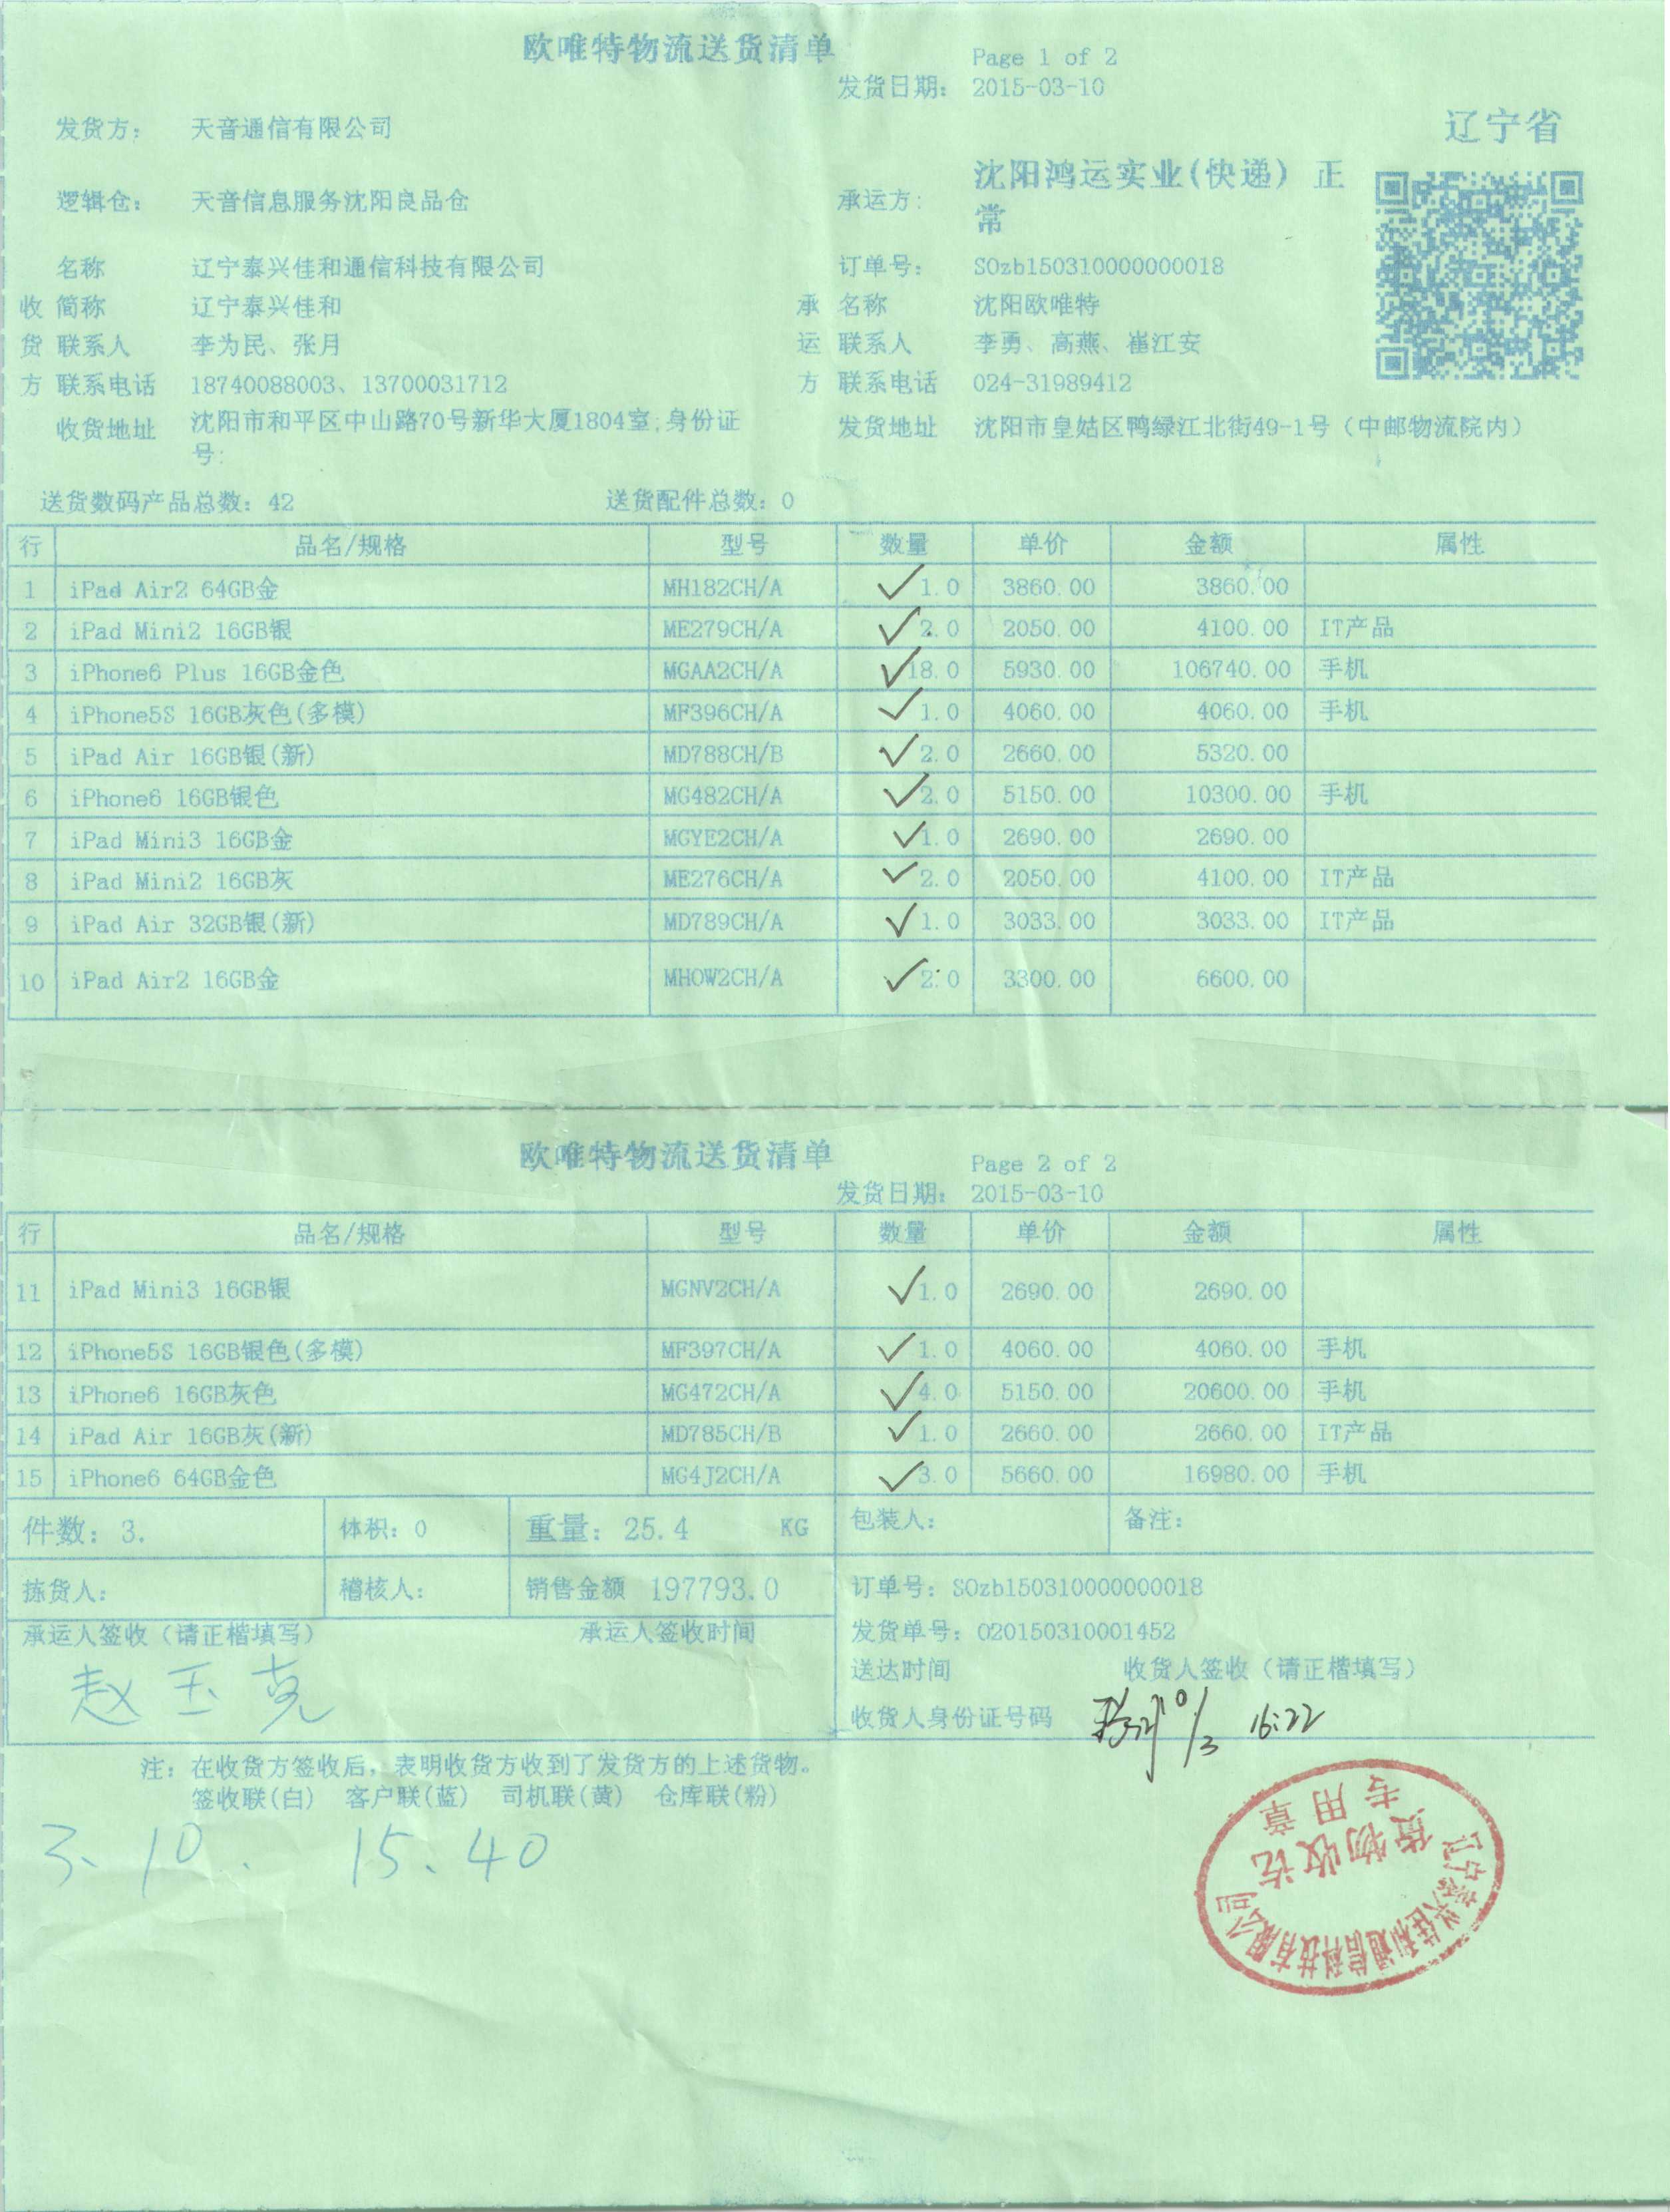 欧唯特物流送货清单 Page 1 of 2
发货日期： 2015-03-10
辽宁省
发货方： 天音通信有限公司
沈阳鸿运实业(快递) 正
逻辑仓： 天音信息服务沈阳良品仓 承运方：
常
名称 辽宁泰兴佳和通信科技有限公司 订单号： SOzb150310000000018
收 简称 辽宁泰兴佳和 承 名称 沈阳欧唯特
货 联系人 李为民、张月 运 联系人 李勇、高燕、崔江安
方 联系电话 18740088003、13700031712 方 联系电话 024-31989412
收货地址 沈阳市和平区中山路70号新华大厦1804室;身份证 发货地址 沈阳市皇姑区鸭绿江北街49-1号（中邮物流院内）
号：
送货数码产品总数：42 送货配件总数：0
行 品名/规格 型号 数量 单价 金额 属性
1 iPad Air2 64GB金 MH182CH/A ✓1.0 3860.00 3860.00
2 iPad Mini2 16GB银 ME279CH/A ✓2.0 2050.00 4100.00 IT产品
3 iPhone6 Plus 16GB金色 MGAA2CH/A ✓18.0 5930.00 106740.00 手机
4 iPhone5S 16GB灰色(多模) MF396CH/A ✓1.0 4060.00 4060.00 手机
5 iPad Air 16GB银(新) MD788CH/B ✓2.0 2660.00 5320.00
6 iPhone6 16GB银色 MG482CH/A ✓2.0 5150.00 10300.00 手机
7 iPad Mini3 16GB金 MGYE2CH/A ✓1.0 2690.00 2690.00
8 iPad Mini2 16GB灰 ME276CH/A ✓2.0 2050.00 4100.00 IT产品
9 iPad Air 32GB银(新) MD789CH/A ✓1.0 3033.00 3033.00 IT产品
10 iPad Air2 16GB金 MH0W2CH/A ✓2.0 3300.00 6600.00
欧唯特物流送货清单 Page 2 of 2
发货日期： 2015-03-10
行 品名/规格 型号 数量 单价 金额 属性
11 iPad Mini3 16GB银 MGNV2CH/A ✓1.0 2690.00 2690.00
12 iPhone5S 16GB银色(多模) MF397CH/A ✓1.0 4060.00 4060.00 手机
13 iPhone6 16GB灰色 MG472CH/A ✓4.0 5150.00 20600.00 手机
14 iPad Air 16GB灰(新) MD785CH/B ✓1.0 2660.00 2660.00 IT产品
15 iPhone6 64GB金色 MG4J2CH/A ✓3.0 5660.00 16980.00 手机
件数：3. 体积：0 重量：25.4 KG 包装人： 备注：
拣货人： 稽核人： 销售金额 197793.0 订单号：SOzb150310000000018
承运人签收（请正楷填写） 承运人签收时间 发货单号：020150310001452
赵玉克 送达时间 收货人签收（请正楷填写）
收货人身份证号码 10/3 16:22
注：在收货方签收后，表明收货方收到了发货方的上述货物。
签收联(白) 客户联(蓝) 司机联(黄) 仓库联(粉)
3.10. 15.40
辽宁泰兴佳和通信科技有限公司
货物收讫
专用章